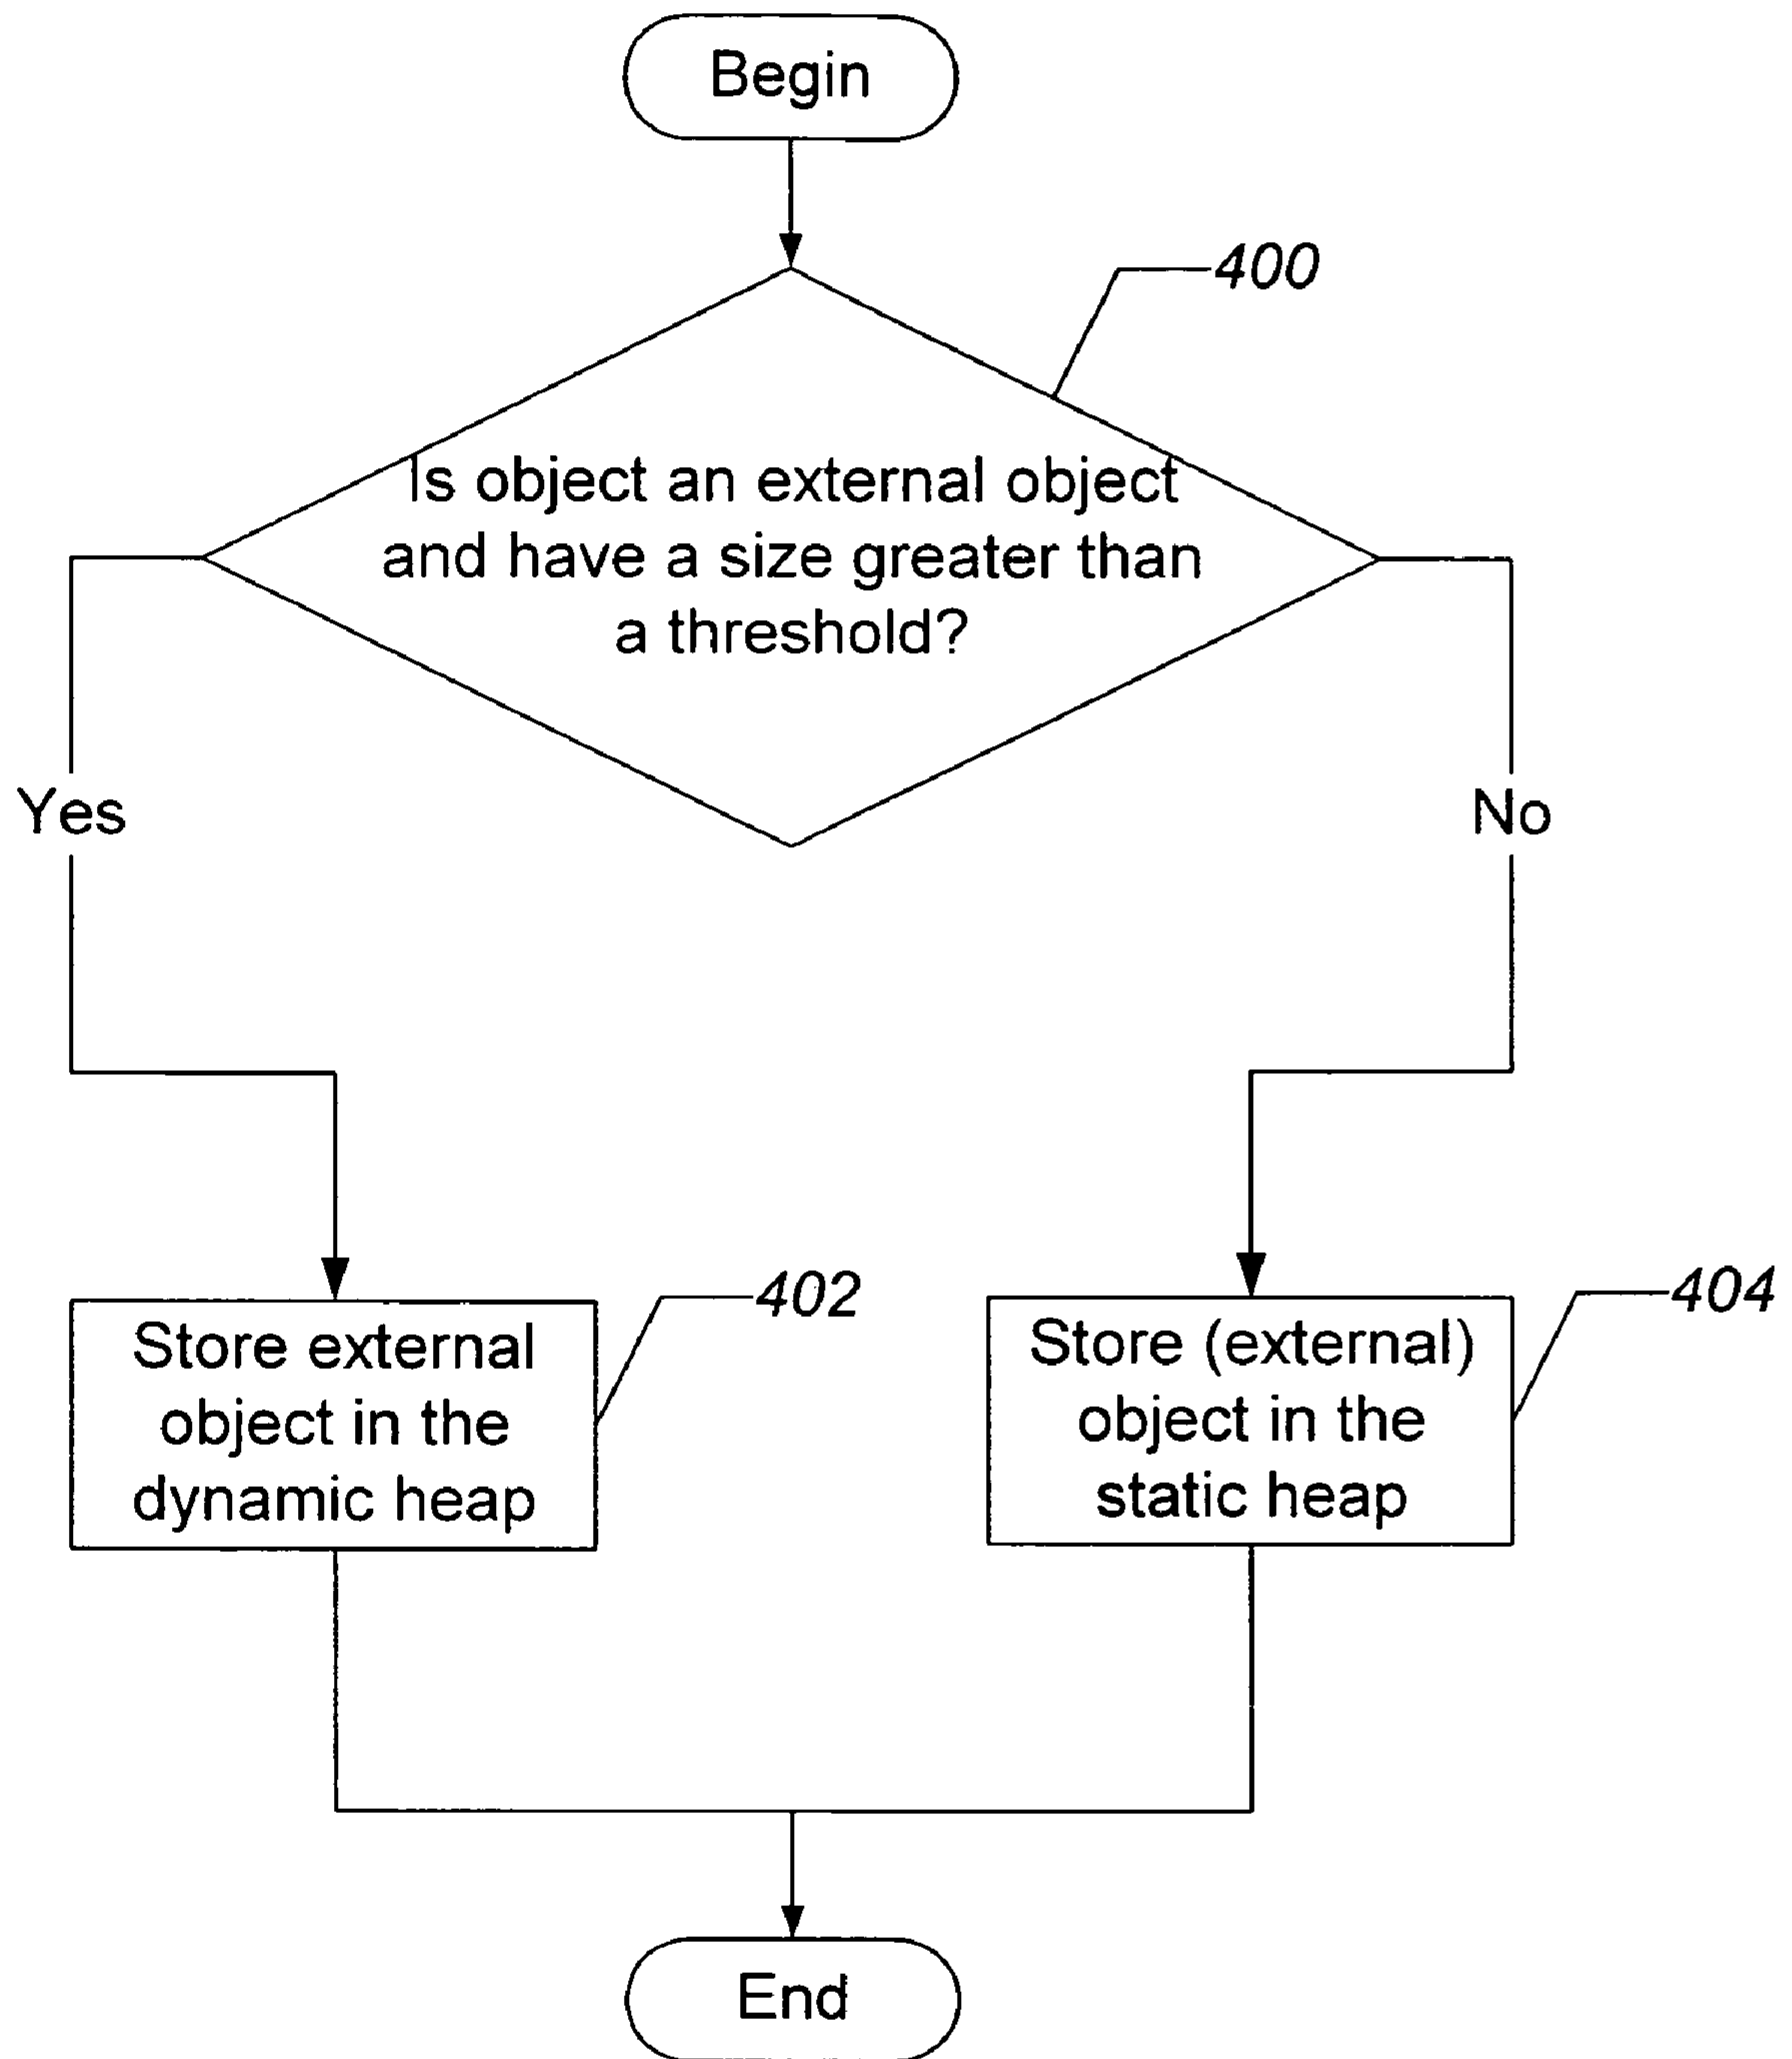 Begin
400
Is object an external object
and have a size greater than
a threshold?
Yes
No
402
404
Store external
object in the
dynamic heap
Store (external)
object in the
static heap
End